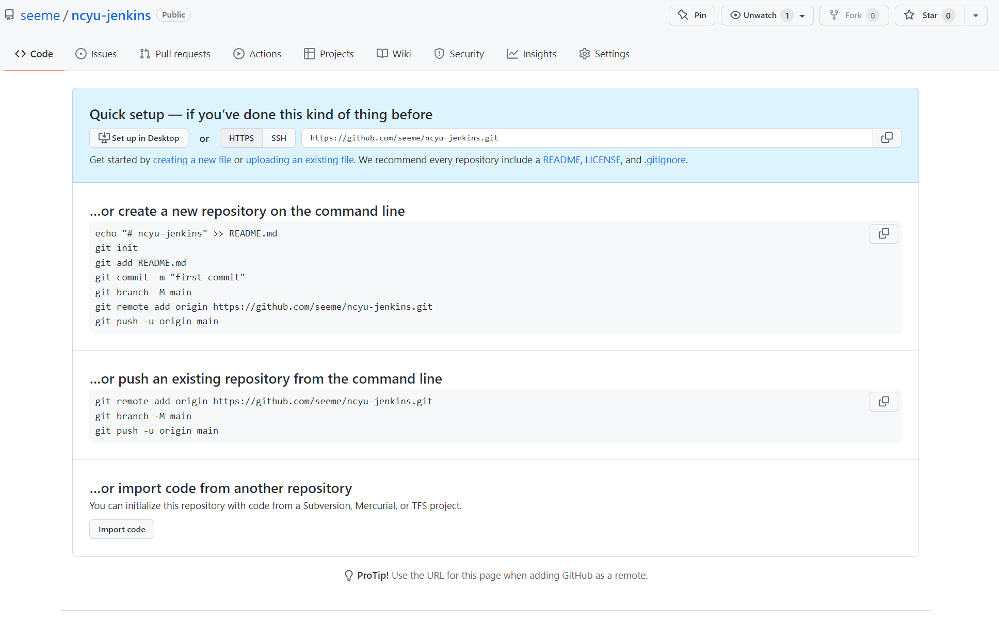 seeme / ncyu-jenkins Public
Pin
Unwatch 1
Fork 0
Star 0
Code
Issues
Pull requests
Actions
Projects
Wiki
Security
Insights
Settings
Quick setup — if you’ve done this kind of thing before
Set up in Desktop or HTTPS SSH https://github.com/seeme/ncyu-jenkins.git
Get started by creating a new file or uploading an existing file. We recommend every repository include a README, LICENSE, and .gitignore.
…or create a new repository on the command line
echo "# ncyu-jenkins" >> README.md
git init
git add README.md
git commit -m "first commit"
git branch -M main
git remote add origin https://github.com/seeme/ncyu-jenkins.git
git push -u origin main
…or push an existing repository from the command line
git remote add origin https://github.com/seeme/ncyu-jenkins.git
git branch -M main
git push -u origin main
…or import code from another repository
You can initialize this repository with code from a Subversion, Mercurial, or TFS project.
Import code
ProTip! Use the URL for this page when adding GitHub as a remote.